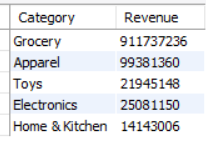 Category Revenue
Grocery 911737236
Apparel 99381360
Toys 21945148
Electronics 25081150
Home & Kitchen 14143006